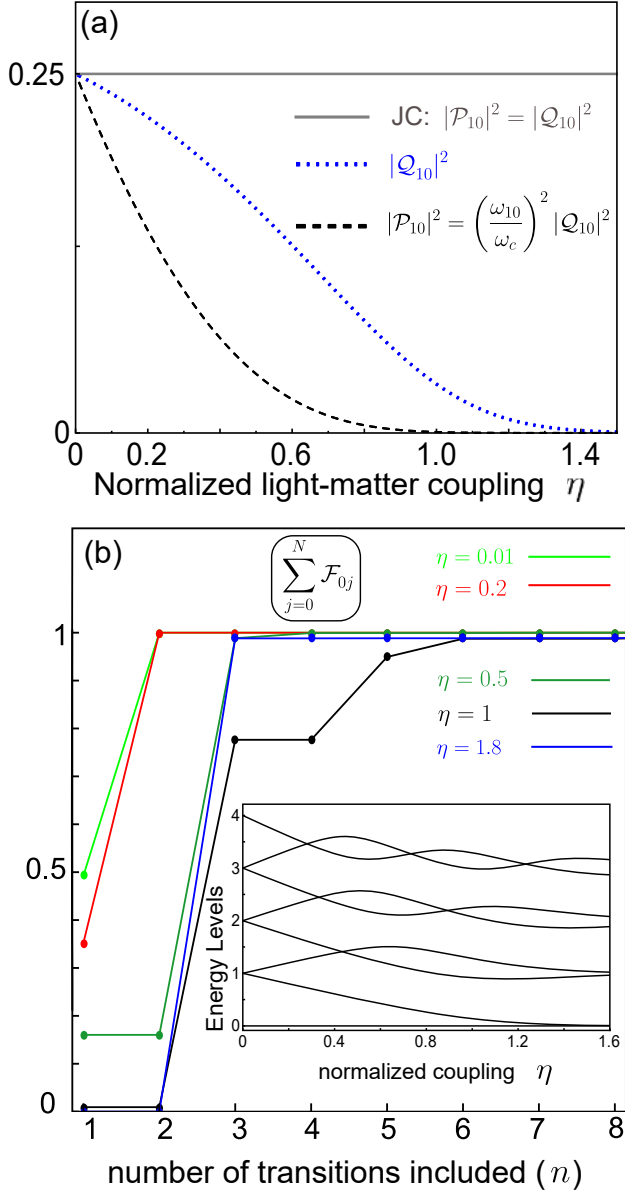 (a)
0.25
JC: |𝒫₁₀|² = |𝒬₁₀|²
|𝒬₁₀|²
|𝒫₁₀|² = (ω₁₀/ω_c)² |𝒬₁₀|²
0
0 0.2 0.6 1.0 1.4
Normalized light-matter coupling η
(b)
∑_{j=0}^{N} ℱ₀ⱼ
η = 0.01
η = 0.2
1
η = 0.5
η = 1
η = 1.8
0.5
4
3
2
1
0
Energy Levels
0 0.4 0.8 1.2 1.6
normalized coupling η
0
1 2 3 4 5 6 7 8
number of transitions included (n)